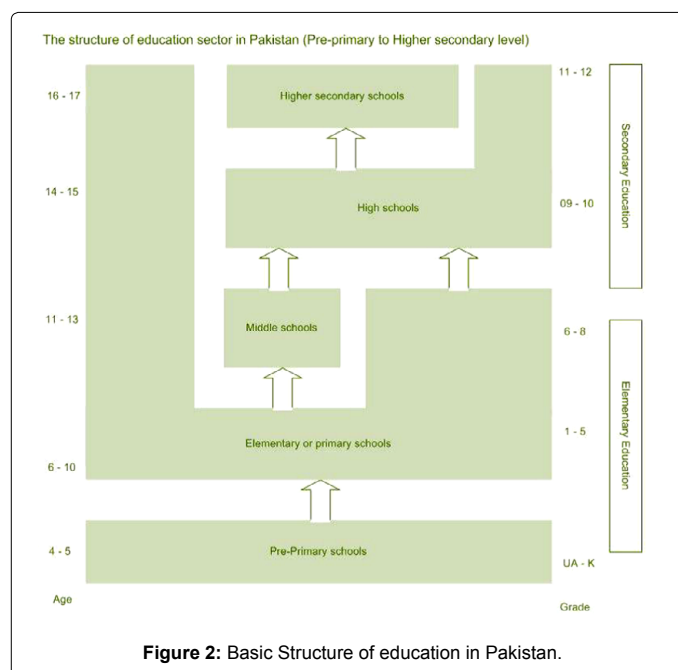 The structure of education sector in Pakistan (Pre-primary to Higher secondary level)
16 - 17
Higher secondary schools
11 - 12
Secondary Education
14 - 15
High schools
09 - 10
11 - 13
Middle schools
6 - 8
Elementary Education
Elementary or primary schools
1 - 5
6 - 10
4 - 5
Pre-Primary schools
UA - K
Age
Grade
Figure 2: Basic Structure of education in Pakistan.